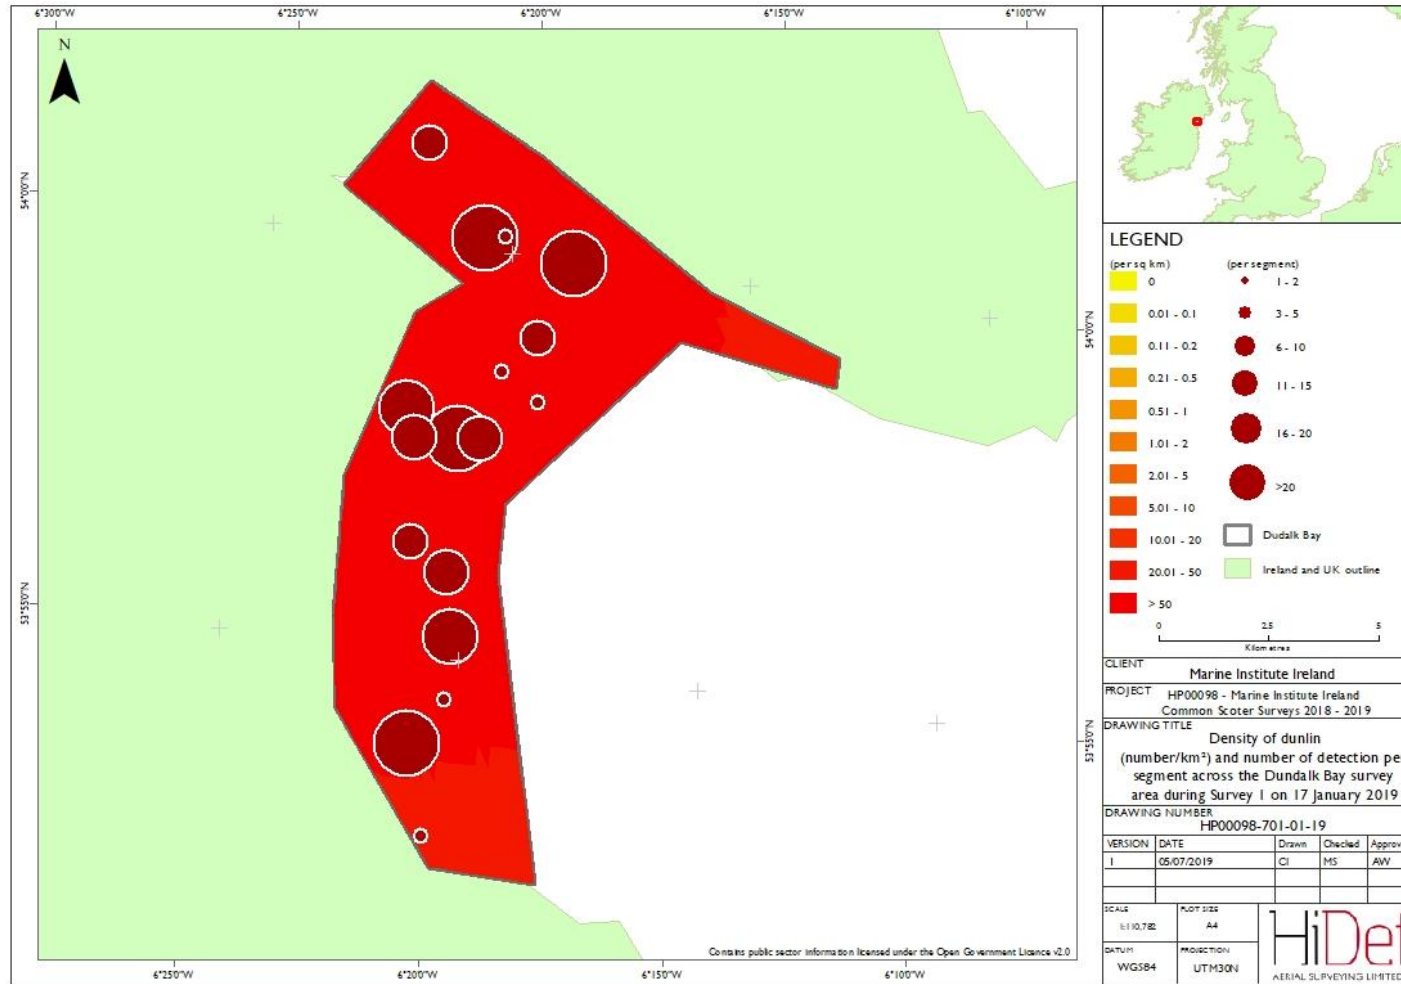 6°30'0"W
6°25'0"W
6°20'0"W
6°15'0"W
6°10'0"W
N
54°0'0"N
54°0'0"N
53°55'0"N
53°55'0"N
6°25'0"W
6°20'0"W
6°15'0"W
6°10'0"W
Contains public sector information licensed under the Open Government Licence v2.0
LEGEND
(per sq km)
0
0.01 - 0.1
0.11 - 0.2
0.21 - 0.5
0.51 - 1
1.01 - 2
2.01 - 5
5.01 - 10
10.01 - 20
20.01 - 50
> 50
(per segment)
1 - 2
3 - 5
6 - 10
11 - 15
16 - 20
>20
Dudalk Bay
Ireland and UK outline
0 2.5 5
Kilometres
CLIENT
Marine Institute Ireland
PROJECT HP00098 - Marine Institute Ireland
Common Scoter Surveys 2018 - 2019
DRAWING TITLE
Density of dunlin
(number/km²) and number of detection pe
segment across the Dundalk Bay survey
area during Survey 1 on 17 January 2019
DRAWING NUMBER
HP00098-701-01-19
VERSION DATE Drawn Checked Approv
1 05/07/2019 CI MS AW
SCALE PLOT SIZE
1:110,782 A4
DATUM PROJECTION
WGS84 UTM30N
HiDef
AERIAL SURVEYING LIMITED